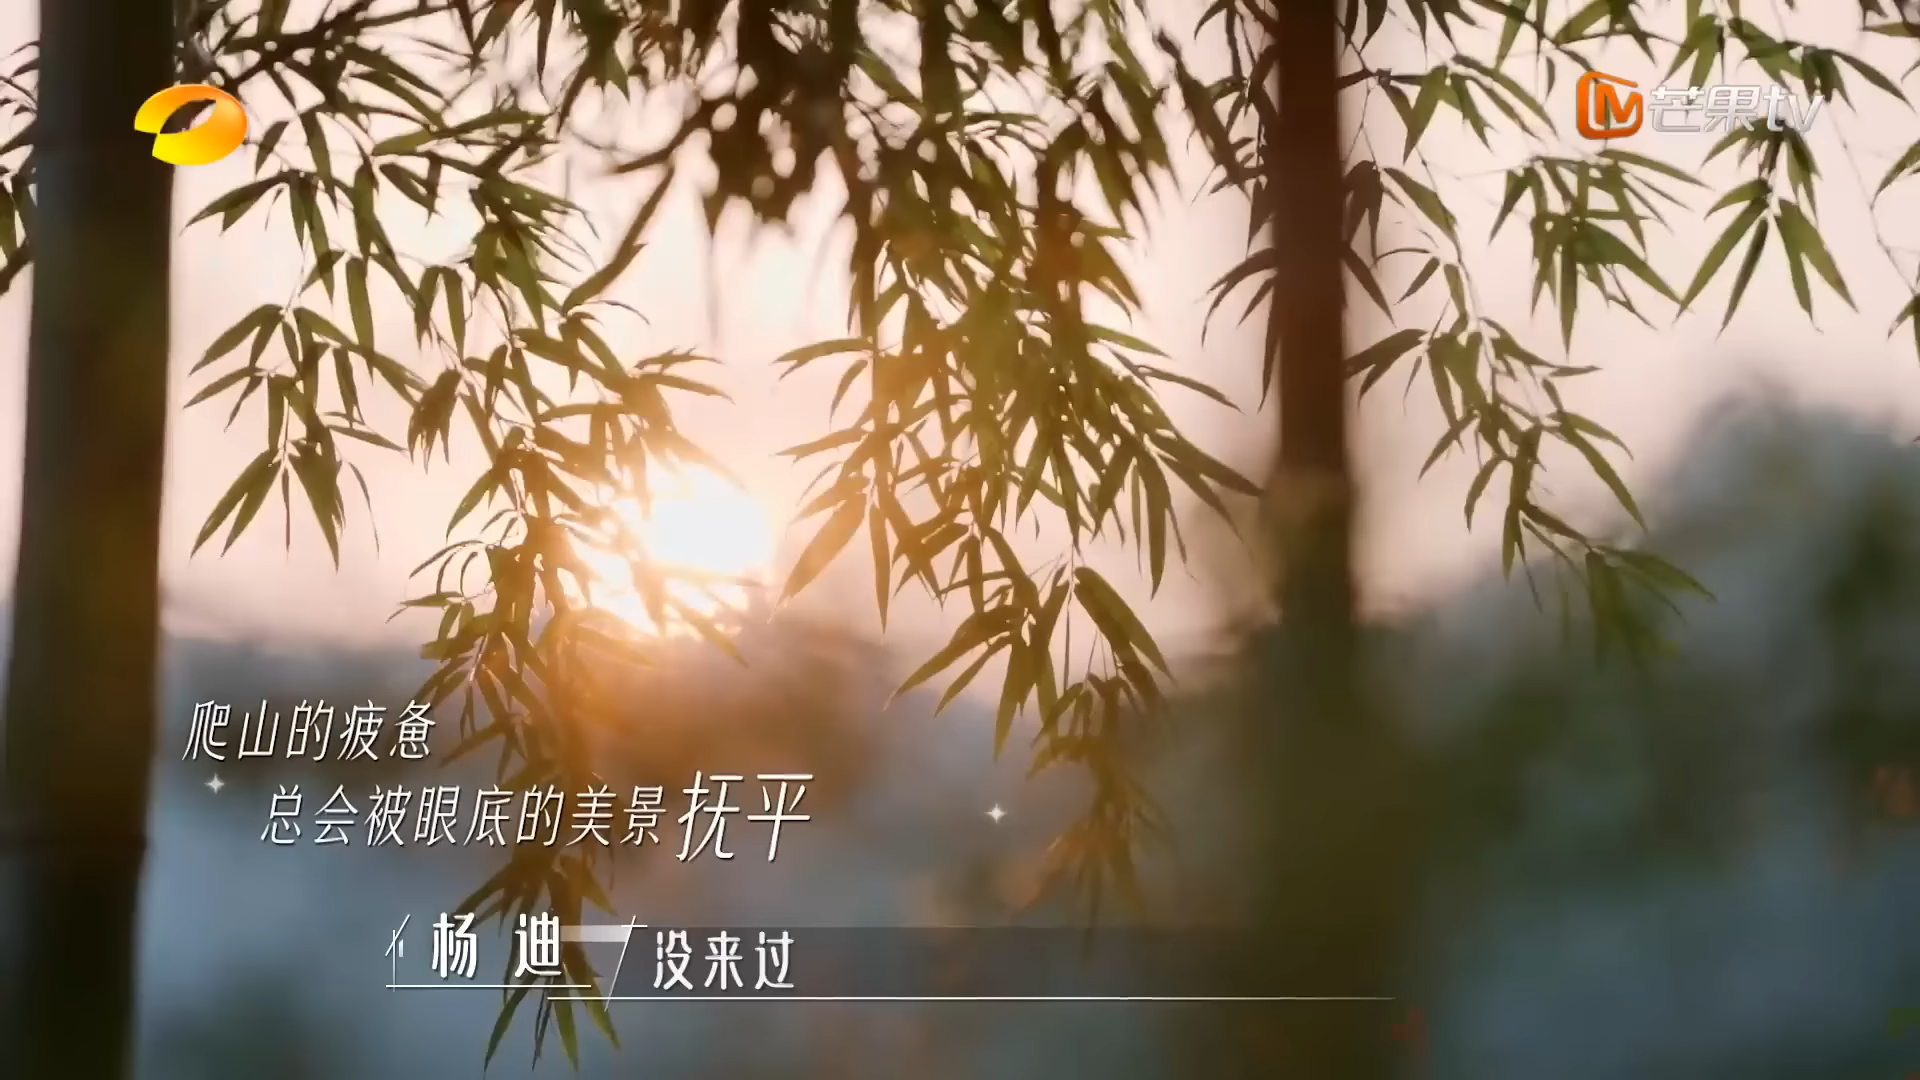 芒果tv
爬山的疲惫
总会被眼底的美景抚平
杨迪
没来过